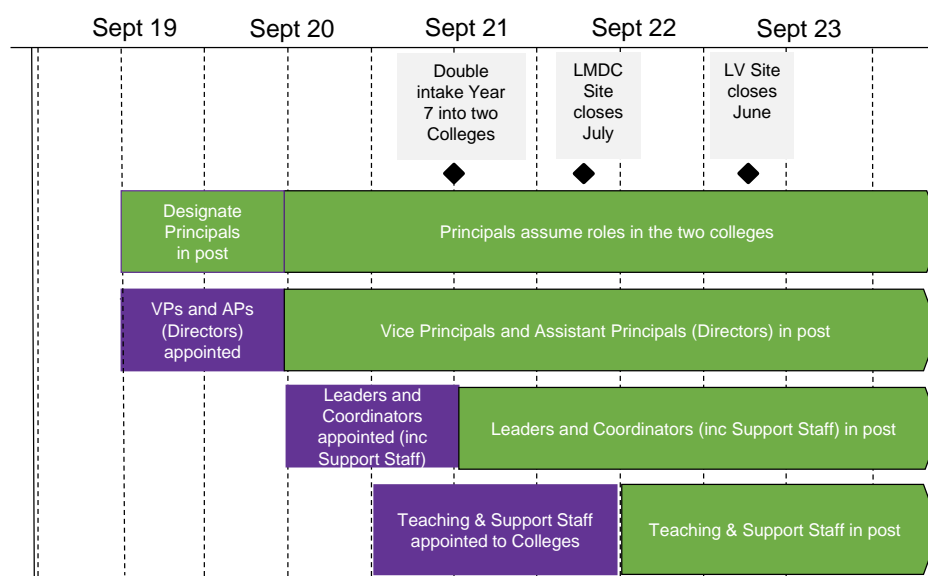 Sept 19 Sept 20 Sept 21 Sept 22 Sept 23
Double
intake Year
7 into two
Colleges
LMDC
Site
closes
July
LV Site
closes
June
Designate
Principals
in post
Principals assume roles in the two colleges
VPs and APs
(Directors)
appointed
Vice Principals and Assistant Principals (Directors) in post
Leaders and
Coordinators
appointed (inc
Support Staff)
Leaders and Coordinators (inc Support Staff) in post
Teaching & Support Staff
appointed to Colleges
Teaching & Support Staff in post